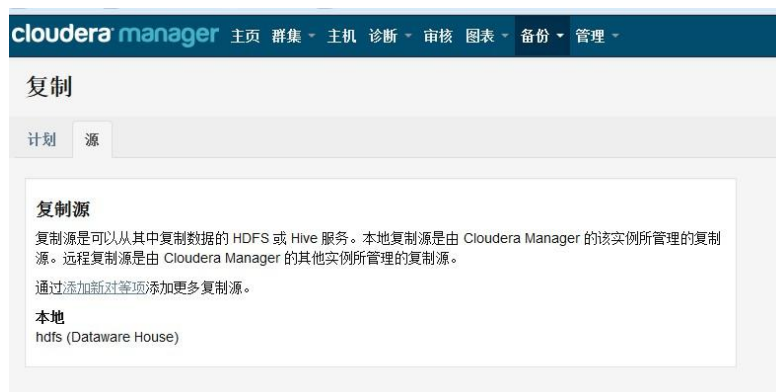 cloudera manager 主页 群集 主机 诊断 审核 图表 备份 管理
复制
计划 源
复制源
复制源是可以从其中复制数据的 HDFS 或 Hive 服务。本地复制源是由 Cloudera Manager 的该实例所管理的复制
源。远程复制源是由 Cloudera Manager 的其他实例所管理的复制源。
通过添加新对等项添加更多复制源。
本地
hdfs (Dataware House)